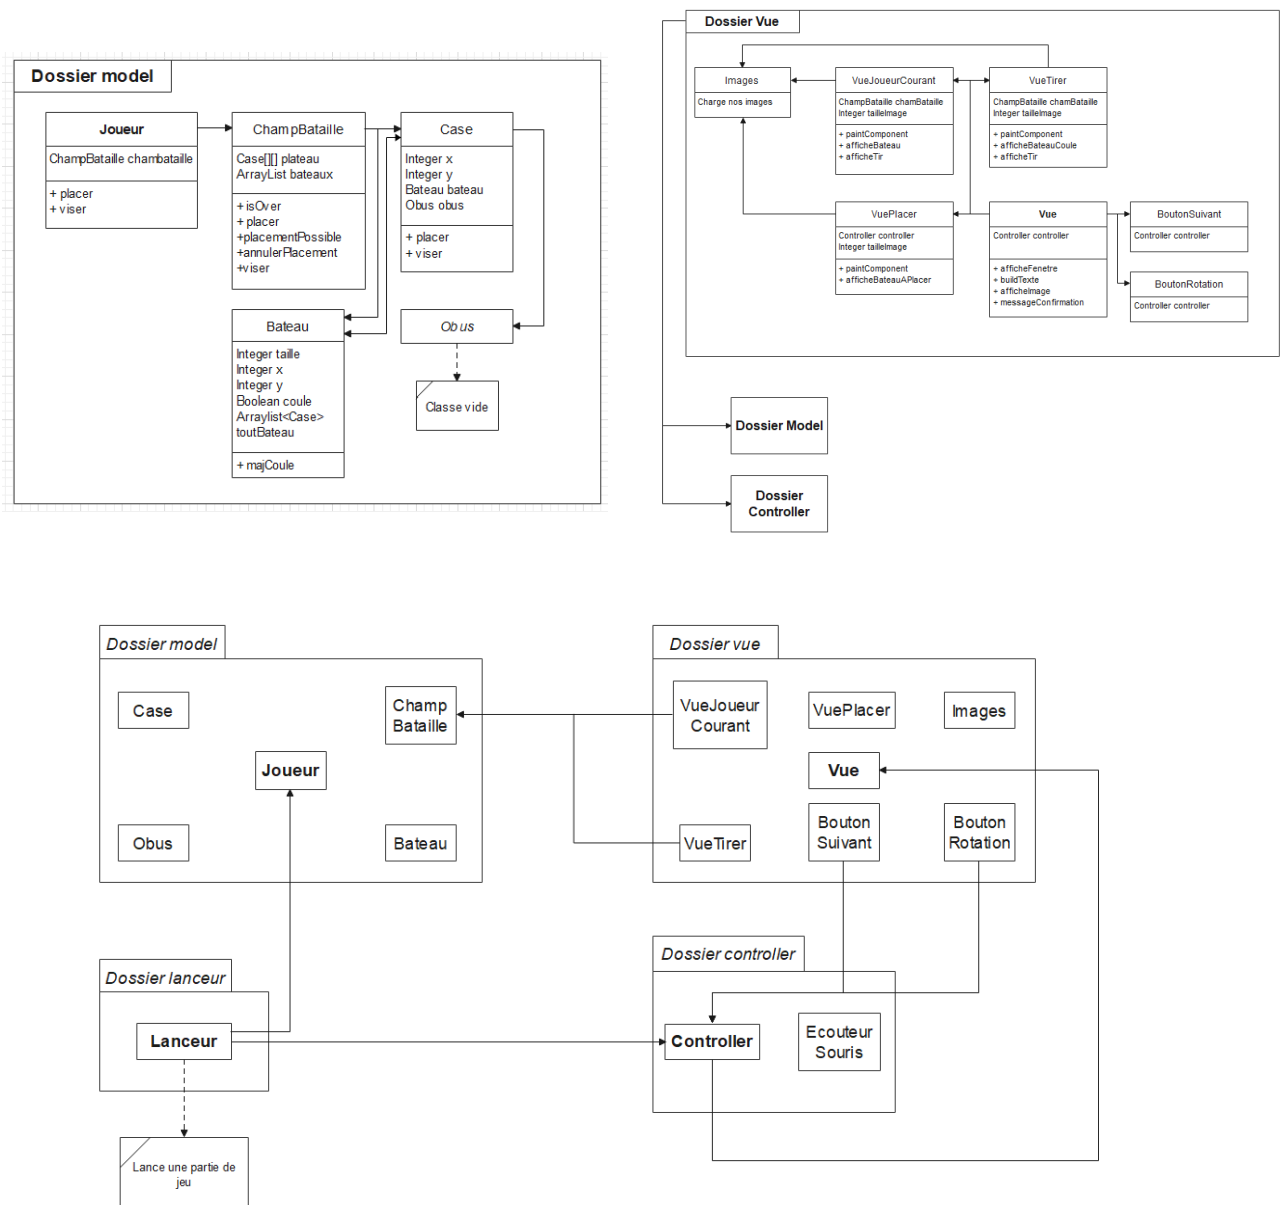 Dossier model
Joueur
ChampBataille chambataille
+ placer
+ viser
ChampBataille
Case[][] plateau
ArrayList bateaux
+ isOver
+ placer
+placementPossible
+annulerPlacement
+viser
Case
Integer x
Integer y
Bateau bateau
Obus obus
+ placer
+ viser
Bateau
Integer taille
Integer x
Integer y
Boolean coule
Arraylist<Case>
toutBateau
+ majCoule
Obus
Classe vide
Dossier Vue
Images
Charge nos images
VueJoueurCourant
ChampBataille chamBataille
Integer tailleImage
+ paintComponent
+ afficheBateau
+ afficheTir
VueTirer
ChampBataille chamBataille
Integer tailleImage
+ paintComponent
+ afficheBateauCoule
+ afficheTir
VuePlacer
Controller controller
Integer tailleImage
+ paintComponent
+ afficheBateauAPlacer
Vue
Controller controller
+ afficheFenetre
+ buildTexte
+ afficheImage
+ messageConfirmation
BoutonSuivant
Controller controller
BoutonRotation
Controller controller
Dossier Model
Dossier
Controller
Dossier model
Case
Champ
Bataille
Joueur
Obus
Bateau
Dossier vue
VueJoueur
Courant
VuePlacer
Images
Vue
VueTirer
Bouton
Suivant
Bouton
Rotation
Dossier lanceur
Lanceur
Lance une partie de
jeu
Dossier controller
Controller
Ecouteur
Souris